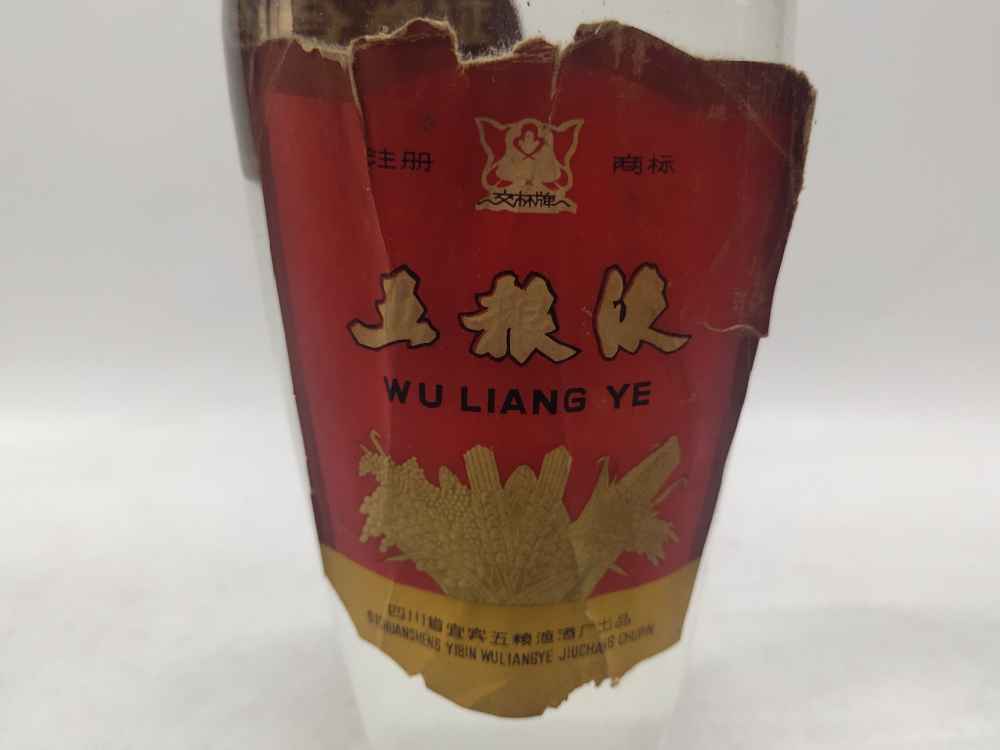 注册 商标
交杯牌
五粮液
WU LIANG YE
四川省宜宾五粮液酒厂出品
SICHUANSHENG YIBIN WULIANGYE JIUCHANG CHUPIN